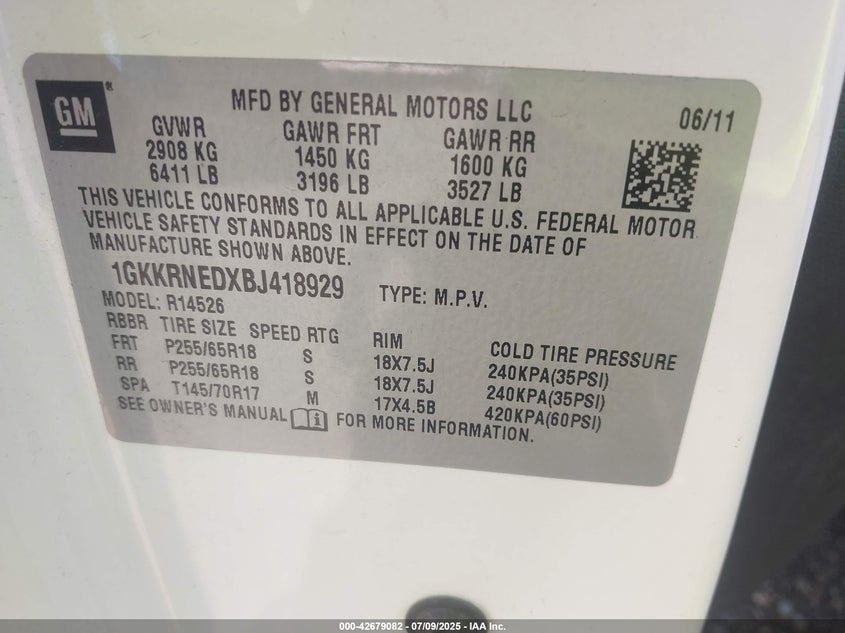 GM®
MFD BY GENERAL MOTORS LLC 06/11
GVWR GAWR FRT GAWR RR
2908 KG 1450 KG 1600 KG
6411 LB 3196 LB 3527 LB
THIS VEHICLE CONFORMS TO ALL APPLICABLE U.S. FEDERAL MOTOR
VEHICLE SAFETY STANDARDS IN EFFECT ON THE DATE OF
MANUFACTURE SHOWN ABOVE.
1GKKRNEDXBJ418929 TYPE: M.P.V.
MODEL: R14526
RBBR TIRE SIZE SPEED RTG RIM COLD TIRE PRESSURE
FRT P255/65R18 S 18X7.5J 240KPA(35PSI)
RR P255/65R18 S 18X7.5J 240KPA(35PSI)
SPA T145/70R17 M 17X4.5B 420KPA(60PSI)
SEE OWNER'S MANUAL FOR MORE INFORMATION.
000-42679082 - 07/09/2025 - IAA Inc.